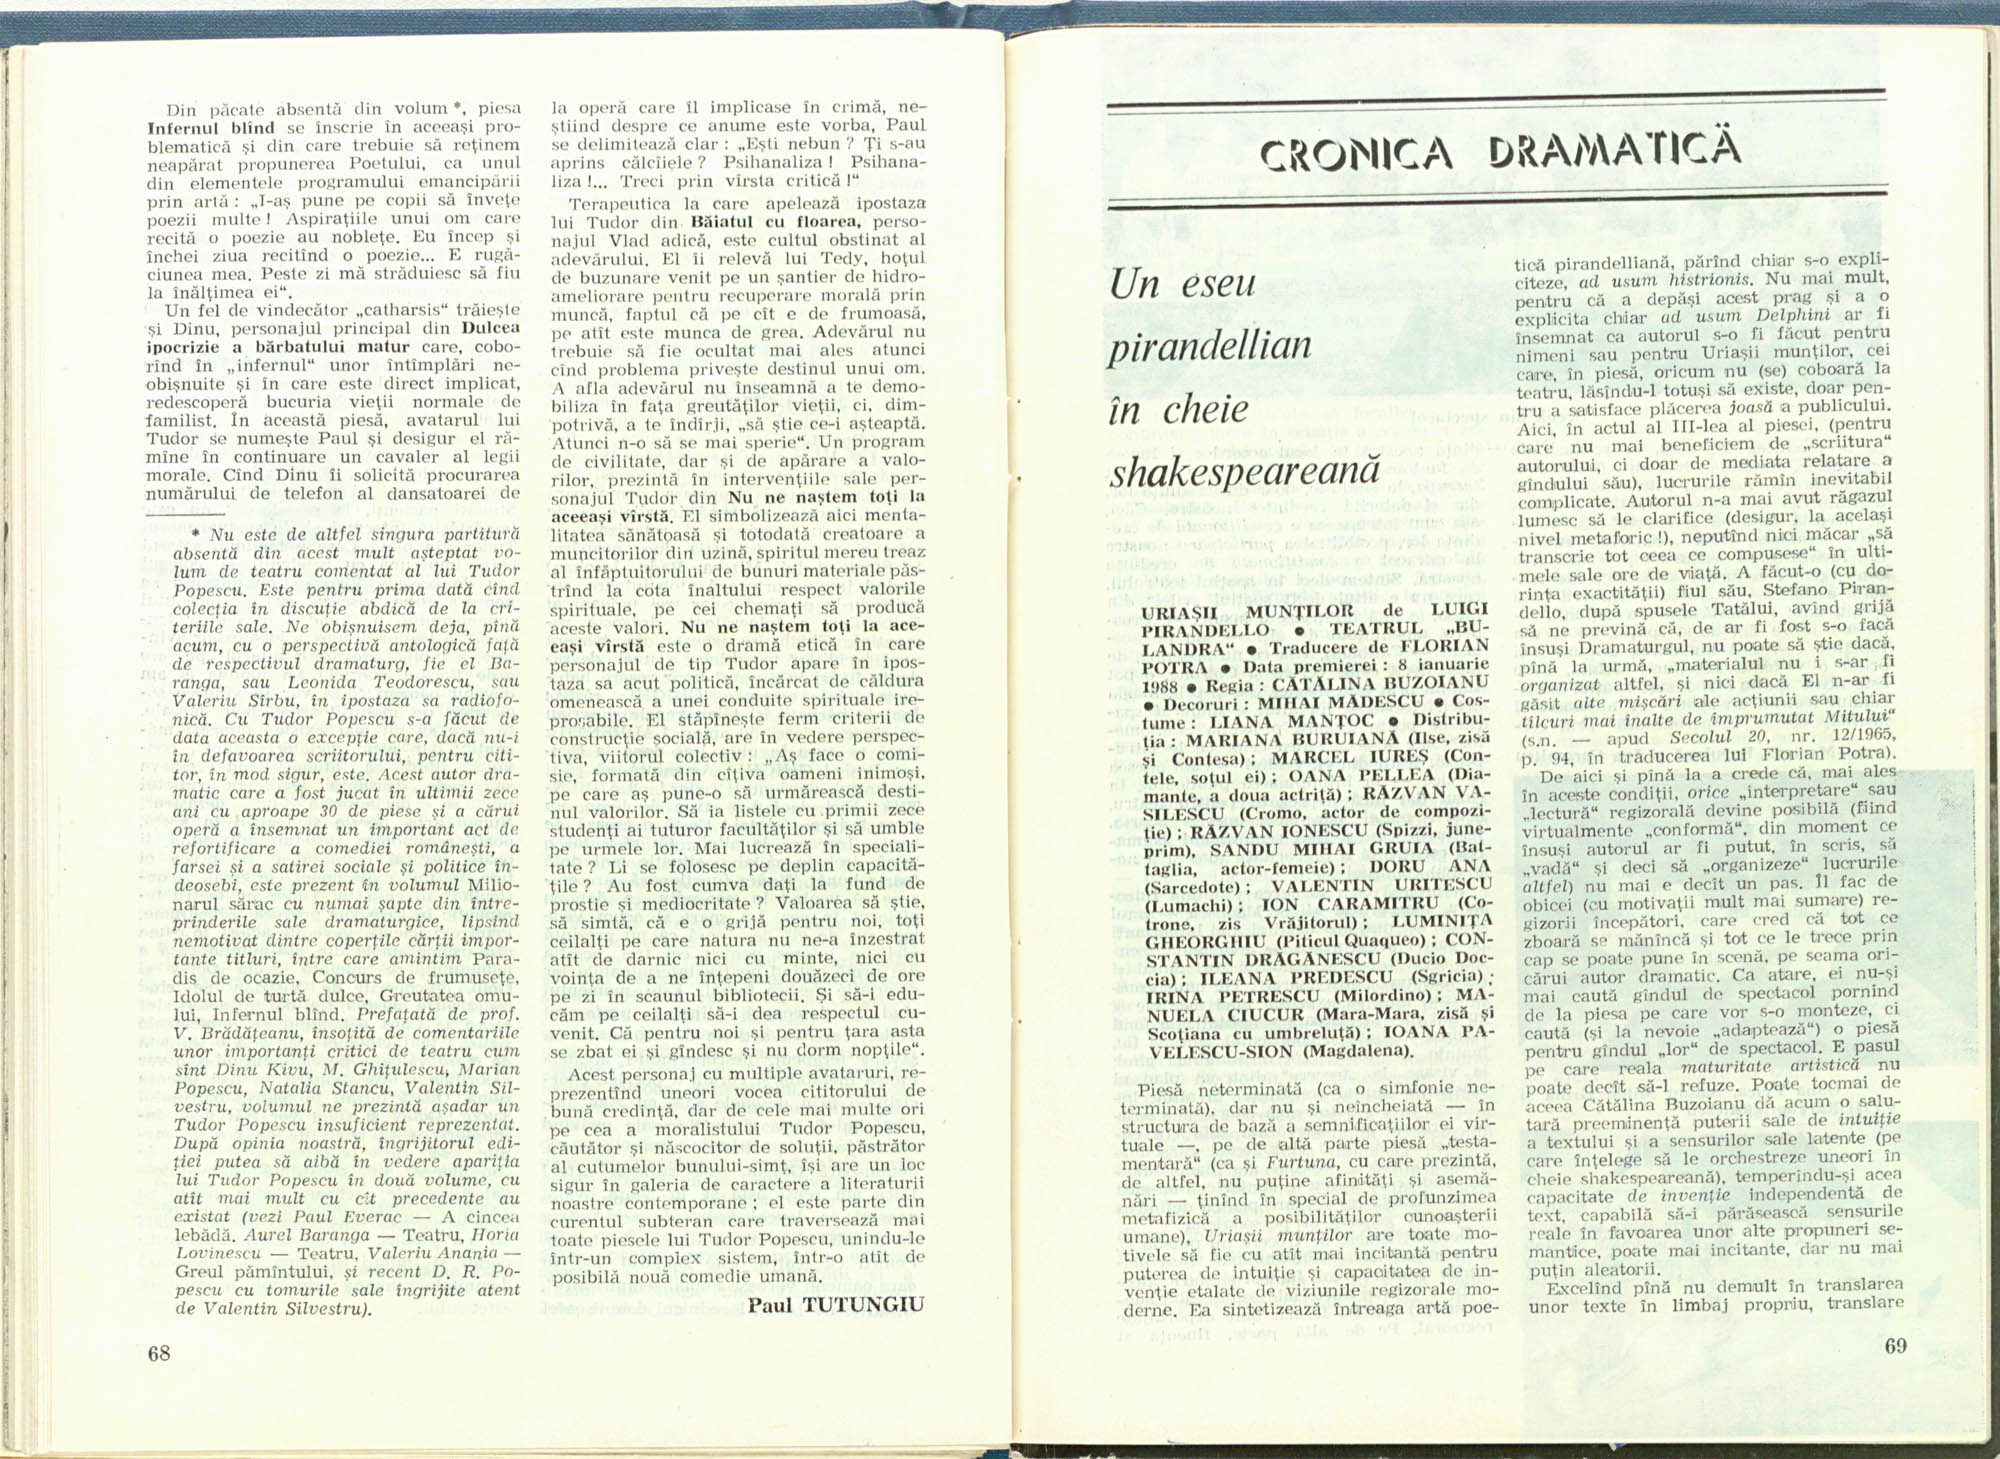 Din păcate absentă din volum *, piesa
Infernul blînd se înscrie în aceeași pro-
blematică și din care trebuie să reținem
neapărat propunerea Poetului, ca unul
din elementele programului emancipării
prin artă : „I-aș pune pe copii să învețe
poezii multe ! Aspirațiile unui om care
recită o poezie au noblețe. Eu încep și
închei ziua recitînd o poezie... E rugă-
ciunea mea. Peste zi mă străduiesc să fiu
la înălțimea ei“.
Un fel de vindecător „catharsis“ trăiește
și Dinu, personajul principal din Dulcea
ipocrizie a bărbatului matur care, cobo-
rînd în „infernul“ unor întîmplări ne-
obișnuite și în care este direct implicat,
redescoperă bucuria vieții normale de
familist. În această piesă, avatarul lui
Tudor se numește Paul și desigur el ră-
mîne în continuare un cavaler al legii
morale. Cînd Dinu îi solicită procurarea
numărului de telefon al dansatoarei de
* Nu este de altfel singura partitură
absentă din acest mult așteptat vo-
lum de teatru comentat al lui Tudor
Popescu. Este pentru prima dată cînd
colecția în discuție abdică de la cri-
teriile sale. Ne obișnuisem deja, pînă
acum, cu o perspectivă antologică față
de respectivul dramaturg, fie el Ba-
ranga, sau Leonida Teodorescu, sau
Valeriu Sîrbu, în ipostaza sa radiofo-
nică. Cu Tudor Popescu s-a făcut de
data aceasta o excepție care, dacă nu-i
în defavoarea scriitorului, pentru citi-
tor, în mod sigur, este. Acest autor dra-
matic care a fost jucat în ultimii zece
ani cu aproape 30 de piese și a cărui
operă a însemnat un important act de
refortificare a comediei românești, a
farsei și a satirei sociale și politice în-
deosebi, este prezent în volumul Milio-
narul sărac cu numai șapte din între-
prinderile sale dramaturgice, lipsind
nemotivat dintre coperțile cărții impor-
tante titluri, între care amintim Para-
dis de ocazie, Concurs de frumusețe,
Idolul de turtă dulce, Greutatea omu-
lui, Infernul blînd. Prefațată de prof.
V. Brădățeanu, însoțită de comentariile
unor importanți critici de teatru cum
sînt Dinu Kivu, M. Ghițulescu, Marian
Popescu, Natalia Stancu, Valentin Sil-
vestru, volumul ne prezintă așadar un
Tudor Popescu insuficient reprezentat.
După opinia noastră, îngrijitorul edi-
ției putea să aibă în vedere apariția
lui Tudor Popescu în două volume, cu
atît mai mult cu cît precedente au
existat (vezi Paul Everac — A cincea
lebădă, Aurel Baranga — Teatru, Horia
Lovinescu — Teatru, Valeriu Anania —
Greul pămîntului, și recent D. R. Po-
pescu cu tomurile sale îngrijite atent
de Valentin Silvestru).
68
la operă care îl implicase în crimă, ne-
știind despre ce anume este vorba, Paul
se delimitează clar : „Ești nebun ? Ți s-au
aprins călcîiele ? Psihanaliza ! Psihana-
liza !... Treci prin vîrsta critică !“
Terapeutica la care apelează ipostaza
lui Tudor din Băiatul cu floarea, perso-
najul Vlad adică, este cultul obstinat al
adevărului. El îi relevă lui Tedy, hoțul
de buzunare venit pe un șantier de hidro-
ameliorare pentru recuperare morală prin
muncă, faptul că pe cît e de frumoasă,
pe atît este munca de grea. Adevărul nu
trebuie să fie ocultat mai ales atunci
cînd problema privește destinul unui om.
A afla adevărul nu înseamnă a te demo-
biliza în fața greutăților vieții, ci, dim-
potrivă, a te îndîrji, „să știe ce-i așteaptă.
Atunci n-o să se mai sperie“. Un program
de civilitate, dar și de apărare a valo-
rilor, prezintă în intervențiile sale per-
sonajul Tudor din Nu ne naștem toți la
aceeași vîrstă. El simbolizează aici menta-
litatea sănătoasă și totodată creatoare a
muncitorilor din uzină, spiritul mereu treaz
al înfăptuitorului de bunuri materiale păs-
trînd la cota înaltului respect valorile
spirituale, pe cei chemați să producă
aceste valori. Nu ne naștem toți la ace-
eași vîrstă este o dramă etică în care
personajul de tip Tudor apare în ipos-
taza sa acut politică, încărcat de căldura
omenească a unei conduite spirituale ire-
proșabile. El stăpînește ferm criterii de
construcție socială, are în vedere perspec-
tiva, viitorul colectiv : „Aș face o comi-
sie, formată din cîțiva oameni inimoși,
pe care aș pune-o să urmărească desti-
nul valorilor. Să ia listele cu primii zece
studenți ai tuturor facultăților și să umble
pe urmele lor. Mai lucrează în speciali-
tate ? Li se folosesc pe deplin capacită-
țile ? Au fost cumva dați la fund de
prostie și mediocritate ? Valoarea să știe,
să simtă, că e o grijă pentru noi, toți
ceilalți pe care natura nu ne-a înzestrat
atît de darnic nici cu minte, nici cu
voința de a ne înțepeni douăzeci de ore
pe zi în scaunul bibliotecii. Și să-i edu-
căm pe ceilalți să-i dea respectul cu-
venit. Că pentru noi și pentru țara asta
se zbat ei și gîndesc și nu dorm nopțile“.
Acest personaj cu multiple avataruri, re-
prezentînd uneori vocea cititorului de
bună credință, dar de cele mai multe ori
pe cea a moralistului Tudor Popescu,
căutător și născocitor de soluții, păstrător
al cutumelor bunului-simț, își are un loc
sigur în galeria de caractere a literaturii
noastre contemporane ; el este parte din
curentul subteran care traversează mai
toate piesele lui Tudor Popescu, unindu-le
într-un complex sistem, într-o atît de
posibilă nouă comedie umană.
Paul TUTUNGIU
CRONICA DRAMATICĂ
Un eseu
pirandellian
în cheie
shakespeareană
URIAȘII MUNȚILOR de LUIGI
PIRANDELLO ● TEATRUL „BU-
LANDRA“ ● Traducere de FLORIAN
POTRA ● Data premierei : 8 ianuarie
1988 ● Regia : CĂTĂLINA BUZOIANU
● Decoruri : MIHAI MĂDESCU ● Cos-
tume : LIANA MANȚOC ● Distribu-
ția : MARIANA BURUIANĂ (Ilse, zisă
și Contesa) ; MARCEL IUREȘ (Con-
tele, soțul ei) ; OANA PELLEA (Dia-
mante, a doua actriță) ; RĂZVAN VA-
SILESCU (Cromo, actor de compozi-
ție) ; RĂZVAN IONESCU (Spizzi, june-
prim), SANDU MIHAI GRUIA (Bat-
taglia, actor-femeie) ; DORU ANA
(Sarcedote) ; VALENTIN URITESCU
(Lumachi) ; ION CARAMITRU (Co-
trone, zis Vrăjitorul) ; LUMINIȚA
GHEORGHIU (Piticul Quaqueo) ; CON-
STANTIN DRĂGĂNESCU (Ducio Doc-
cia) ; ILEANA PREDESCU (Sgricia) ;
IRINA PETRESCU (Milordino) ; MA-
NUELA CIUCUR (Mara-Mara, zisă și
Scoțiana cu umbreluță) ; IOANA PA-
VELESCU-SION (Magdalena).
Piesă neterminată (ca o simfonie ne-
terminată), dar nu și neîncheiată — în
structura de bază a semnificațiilor ei vir-
tuale —, pe de altă parte piesă „testa-
mentară“ (ca și Furtuna, cu care prezintă,
de altfel, nu puține afinități și asemă-
nări — ținînd în special de profunzimea
metafizică a posibilităților cunoașterii
umane), Uriașii munților are toate mo-
tivele să fie cu atît mai incitantă pentru
puterea de intuiție și capacitatea de in-
venție etalate de viziunile regizorale mo-
derne. Ea sintetizează întreaga artă poe-
tică pirandelliană, părînd chiar s-o expli-
citeze, ad usum histrionis. Nu mai mult,
pentru că a depăși acest prag și a o
explicita chiar ad usum Delphini ar fi
însemnat ca autorul s-o fi făcut pentru
nimeni sau pentru Uriașii munților, cei
care, în piesă, oricum nu (se) coboară la
teatru, lăsîndu-l totuși să existe, doar pen-
tru a satisface plăcerea joasă a publicului.
Aici, în actul al III-lea al piesei, (pentru
care nu mai beneficiem de „scriitura“
autorului, ci doar de mediata relatare a
gîndului său), lucrurile rămîn inevitabil
complicate. Autorul n-a mai avut răgazul
lumesc să le clarifice (desigur, la același
nivel metaforic !), neputînd nici măcar „să
transcrie tot ceea ce compusese“ în ulti-
mele sale ore de viață. A făcut-o (cu do-
rința exactității) fiul său, Stefano Piran-
dello, după spusele Tatălui, avînd grijă
să ne prevină că, de ar fi fost s-o facă
însuși Dramaturgul, nu poate să știe dacă,
pînă la urmă, „materialul nu i s-ar fi
organizat altfel, și nici dacă El n-ar fi
găsit alte mișcări ale acțiunii sau chiar
tîlcuri mai înalte de împrumutat Mitului“
(s.n. — apud Secolul 20, nr. 12/1965,
p. 94, în traducerea lui Florian Potra).
De aici și pînă la a crede că, mai ales
în aceste condiții, orice „interpretare“ sau
„lectură“ regizorală devine posibilă (fiind
virtualmente „conformă“, din moment ce
însuși autorul ar fi putut, în scris, să
„vadă“ și deci să „organizeze“ lucrurile
altfel) nu mai e decît un pas. Îl fac de
obicei (cu motivații mult mai sumare) re-
gizorii începători, care cred că tot ce
zboară se mănîncă și tot ce le trece prin
cap se poate pune în scenă, pe seama ori-
cărui autor dramatic. Ca atare, ei nu-și
mai caută gîndul de spectacol pornind
de la piesa pe care vor s-o monteze, ci
caută (și la nevoie „adaptează“) o piesă
pentru gîndul „lor“ de spectacol. E pasul
pe care reala maturitate artistică nu
poate decît să-l refuze. Poate tocmai de
aceea Cătălina Buzoianu dă acum o salu-
tară preeminență puterii sale de intuiție
a textului și a sensurilor sale latente (pe
care înțelege să le orchestreze uneori în
cheie shakespeareană), temperîndu-și acea
capacitate de invenție independentă de
text, capabilă să-i părăsească sensurile
reale în favoarea unor alte propuneri se-
mantice, poate mai incitante, dar nu mai
puțin aleatorii.
Excelînd pînă nu demult în translarea
unor texte în limbaj propriu, translare
69